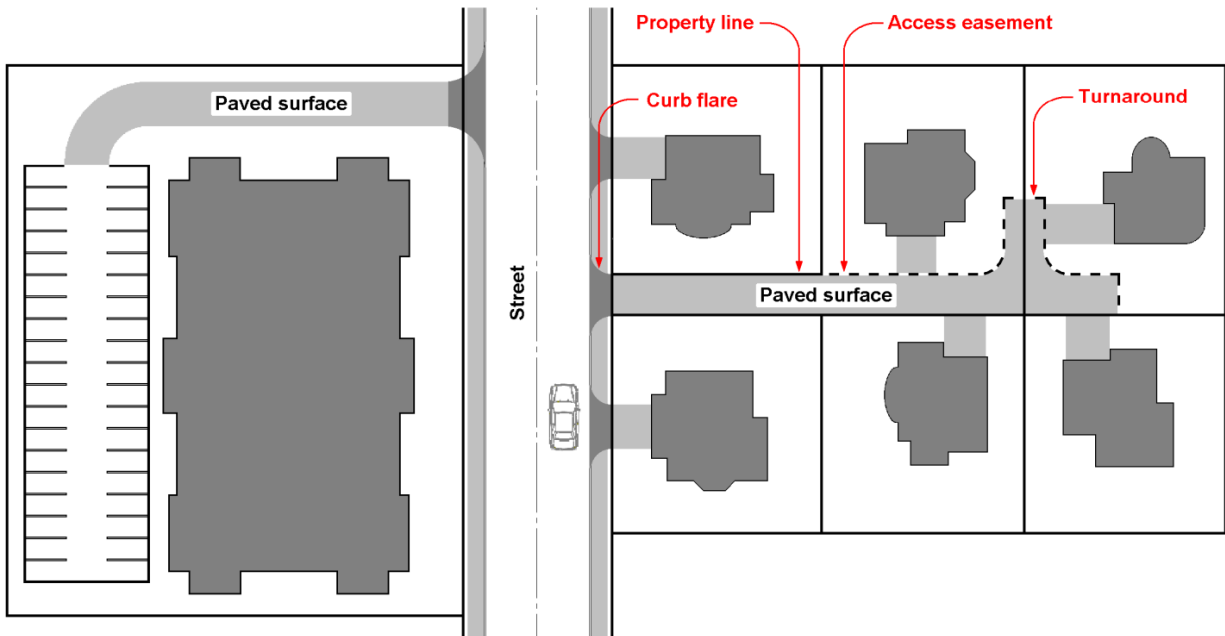 Property line
Access easement
Paved surface
Curb flare
Turnaround
Street
Paved surface